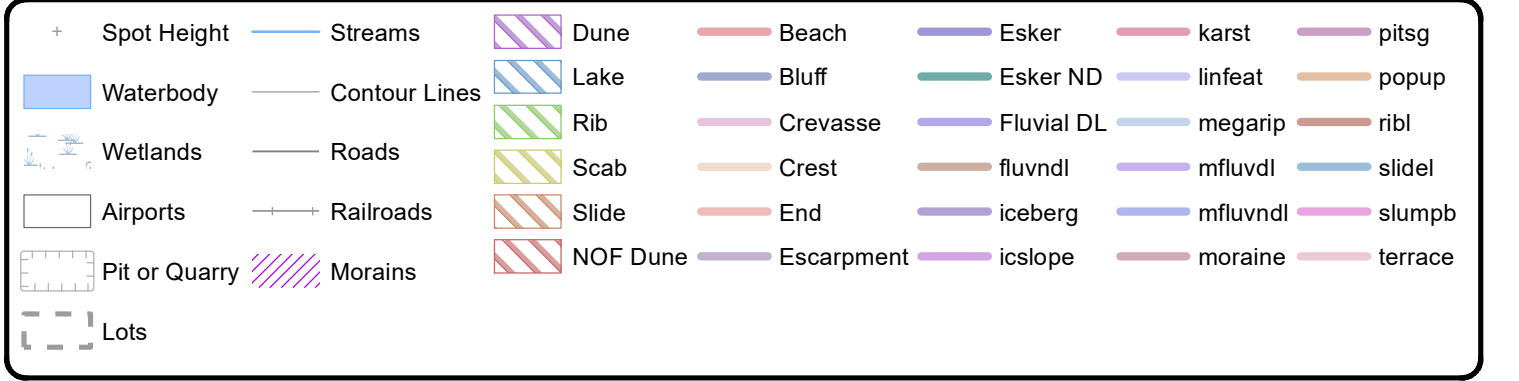 Spot Height
Waterbody
Wetlands
Airports
Pit or Quarry
Lots
Streams
Contour Lines
Roads
Railroads
Morains
Dune
Lake
Rib
Scab
Slide
NOF Dune
Beach
Bluff
Crevasse
Crest
End
Escarpment
Esker
Esker ND
Fluvial DL
fluvndl
iceberg
icslope
karst
linfeat
megarip
mfluvdl
mfluvndl
moraine
pitsg
popup
ribl
slidel
slumpb
terrace